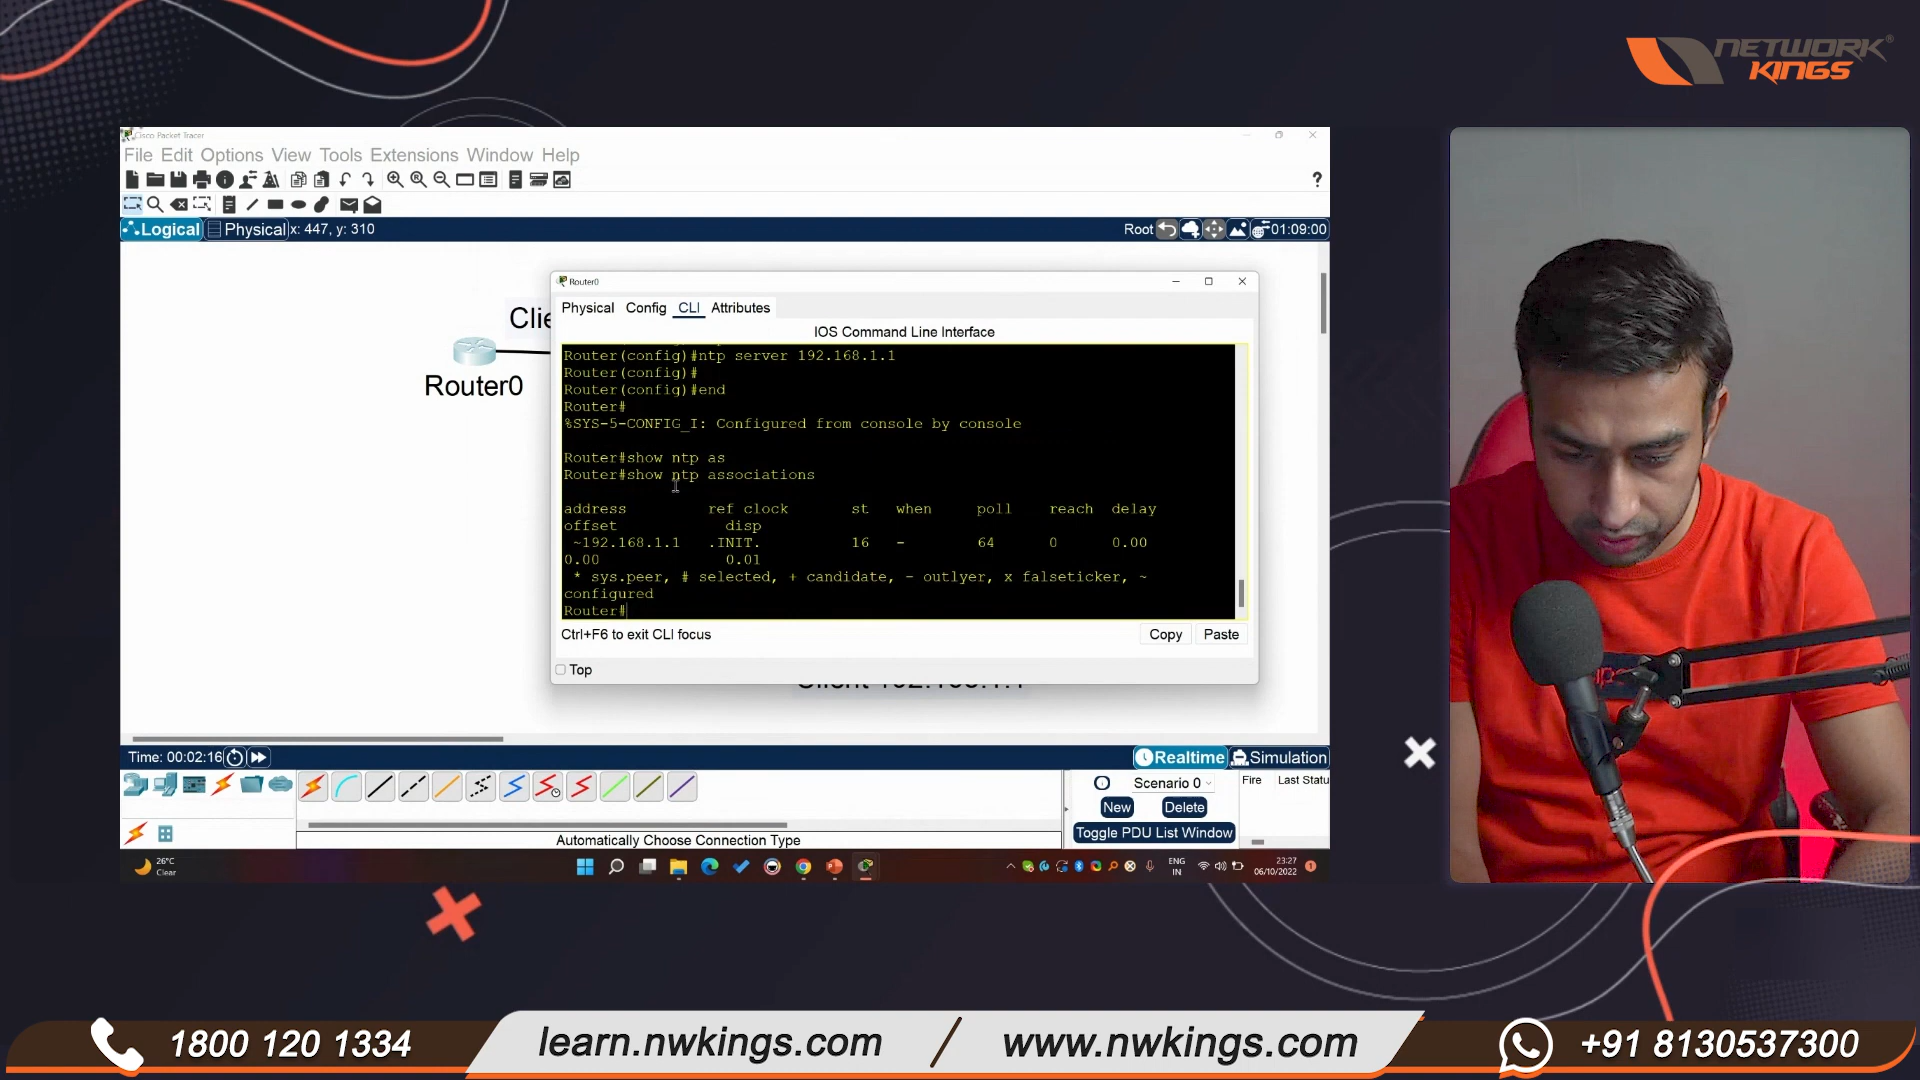 NETWORK
KINGS
Cisco Packet Tracer
File Edit Options View Tools Extensions Window Help
?
Logical Physical x: 447, y: 310
Root 01:09:00
Router0
Physical Config CLI Attributes
IOS Command Line Interface
Router(config)#ntp server 192.168.1.1
Router(config)#
Router(config)#end
Router#
%SYS-5-CONFIG_I: Configured from console by console
Router#show ntp as
Router#show ntp associations
address ref clock st when poll reach delay
offset disp
~192.168.1.1 .INIT. 16 - 64 0 0.00
0.00 0.01
* sys.peer, # selected, + candidate, - outlyer, x falseticker, ~
configured
Router#
Ctrl+F6 to exit CLI focus
Copy Paste
Top
Router0
Time: 00:02:16
Realtime Simulation
Scenario 0
Fire Last Statu
New Delete
Toggle PDU List Window
Automatically Choose Connection Type
26°C
Clear
ENG
IN
23:27
06/10/2022
1800 120 1334
learn.nwkings.com / www.nwkings.com
+91 8130537300